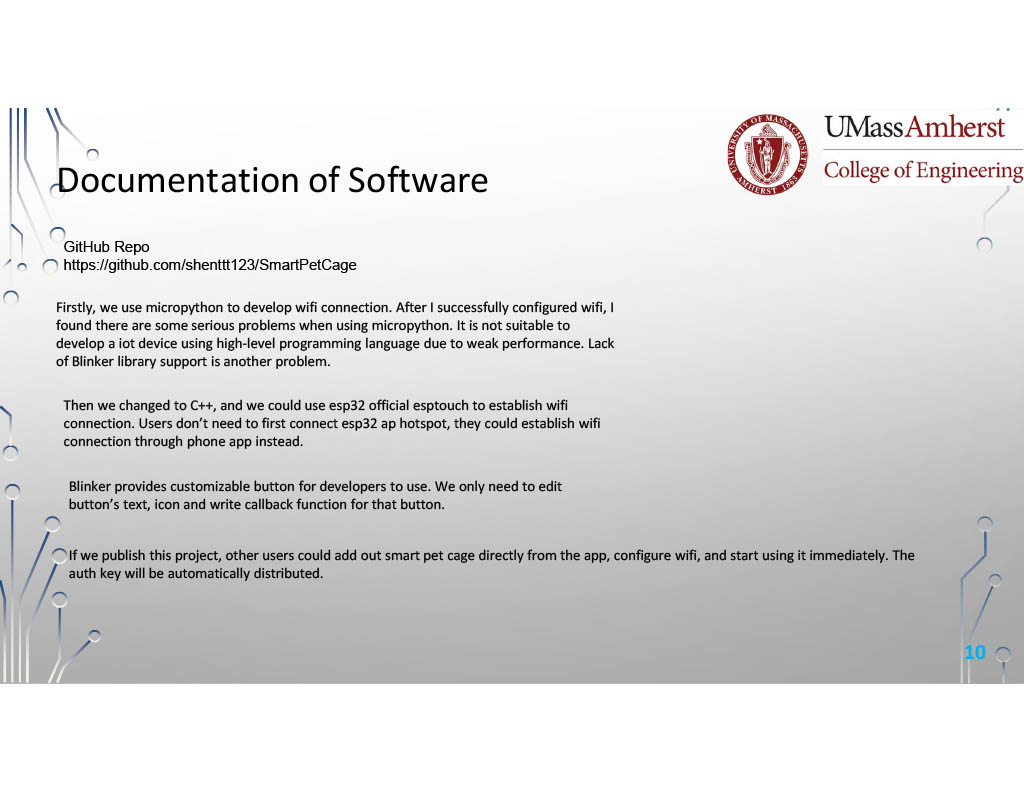 UNIVERSITY OF MASSACHUSETTS
AMHERST 1863
UMassAmherst
College of Engineering
Documentation of Software
GitHub Repo
https://github.com/shenttt123/SmartPetCage
Firstly, we use micropython to develop wifi connection. After I successfully configured wifi, I
found there are some serious problems when using micropython. It is not suitable to
develop a iot device using high-level programming language due to weak performance. Lack
of Blinker library support is another problem.
Then we changed to C++, and we could use esp32 official esptouch to establish wifi
connection. Users don’t need to first connect esp32 ap hotspot, they could establish wifi
connection through phone app instead.
Blinker provides customizable button for developers to use. We only need to edit
button’s text, icon and write callback function for that button.
If we publish this project, other users could add out smart pet cage directly from the app, configure wifi, and start using it immediately. The
auth key will be automatically distributed.
10